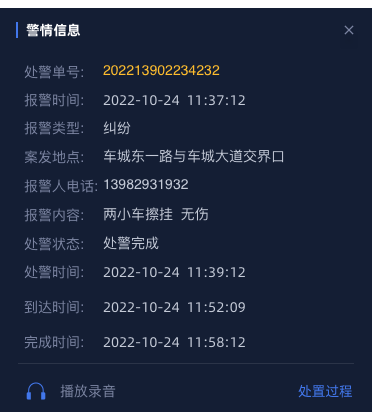 警情信息
处警单号: 202213902234232
报警时间: 2022-10-24 11:37:12
报警类型: 纠纷
案发地点: 车城东一路与车城大道交界口
报警人电话: 13982931932
报警内容: 两小车擦挂 无伤
处警状态: 处警完成
处警时间: 2022-10-24 11:39:12
到达时间: 2022-10-24 11:52:09
完成时间: 2022-10-24 11:58:12
播放录音 处置过程